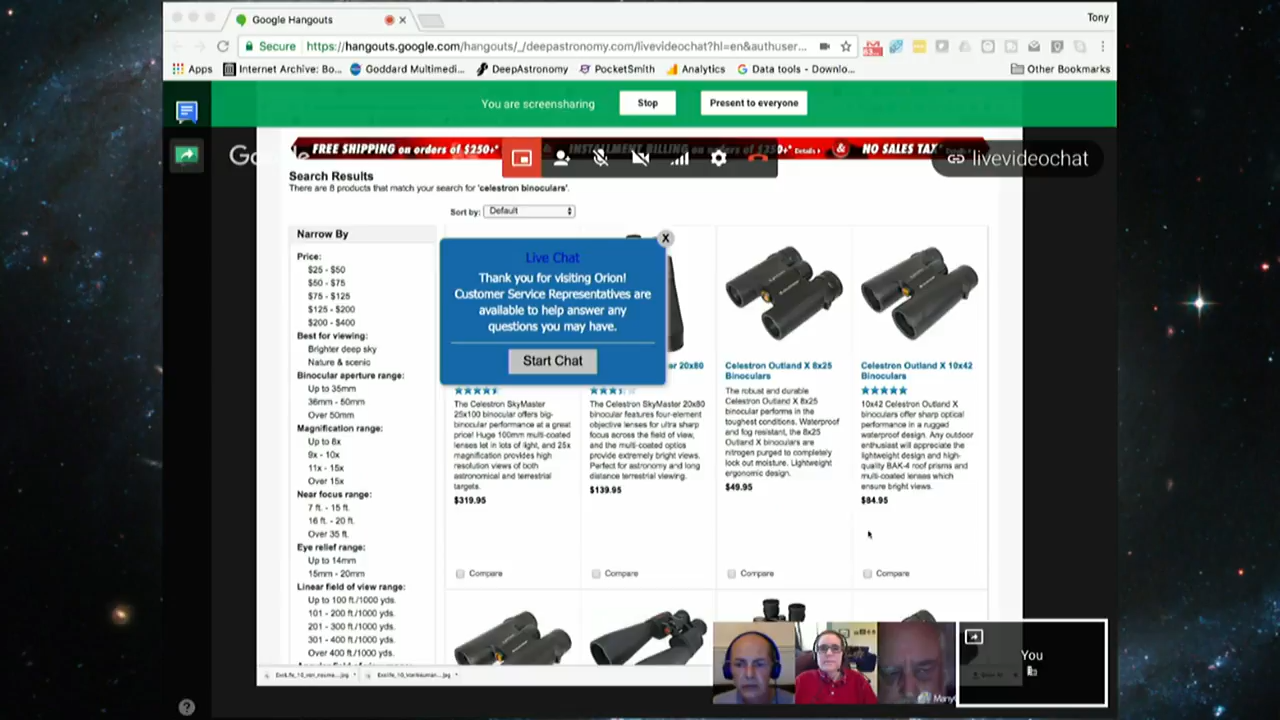 Google Hangouts
Tony
Secure
https://hangouts.google.com/hangouts/_/deepastronomy.com/livevideochat?hl=en&authuser...
Apps
Internet Archive: Bo...
Goddard Multimedi...
DeepAstronomy
PocketSmith
Analytics
Data tools - Downlo...
Other Bookmarks
You are screensharing
Stop
Present to everyone
FREE SHIPPING on orders of $250+*
Details
& NO SALES TAX
livevideochat
Search Results
There are 8 products that match your search for 'celestron binoculars'.
Sort by:
Default
Narrow By
Price:
$25 - $50
$50 - $75
$75 - $125
$125 - $200
$200 - $400
Best for viewing:
Brighter deep sky
Nature & scenic
Binocular aperture range:
Up to 35mm
36mm - 50mm
Over 50mm
Magnification range:
Up to 8x
9x - 10x
11x - 15x
Over 15x
Near focus range:
7 ft. - 15 ft.
16 ft. - 20 ft.
Over 35 ft.
Eye relief range:
Up to 14mm
15mm - 20mm
Linear field of view range:
Up to 100 ft./1000 yds.
101 - 200 ft./1000 yds.
201 - 300 ft./1000 yds.
301 - 400 ft./1000 yds.
Over 400 ft./1000 yds.
X
Live Chat
Thank you for visiting Orion!
Customer Service Representatives are
available to help answer any
questions you may have.
Start Chat
The Celestron SkyMaster
25x100 binocular offers big-
binocular performance at a great
price! Huge 100mm multi-coated
lenses let in lots of light, and 25x
magnification provides high
resolution views of both
astronomical and terrestrial
targets.
$319.95
Compare
20x80
The Celestron SkyMaster 20x80
binocular features four-element
objective lenses for ultra sharp
focus across the field of view,
and the multi-coated optics
provide extremely bright views.
Perfect for astronomy and long
distance terrestrial viewing.
$139.95
Compare
Celestron Outland X 8x25
Binoculars
The robust and durable
Celestron Outland X 8x25
binocular performs in the
toughest conditions. Waterproof
and fog resistant, the 8x25
Outland X binoculars are
nitrogen purged to completely
lock out moisture. Lightweight
ergonomic design.
$49.95
Compare
Celestron Outland X 10x42
Binoculars
10x42 Celestron Outland X
binoculars offer sharp optical
performance in a rugged
waterproof design. Any outdoor
enthusiast will appreciate the
lightweight design and high-
quality BAK-4 roof prisms and
multi-coated lenses which
ensure bright views.
$84.95
Compare
You